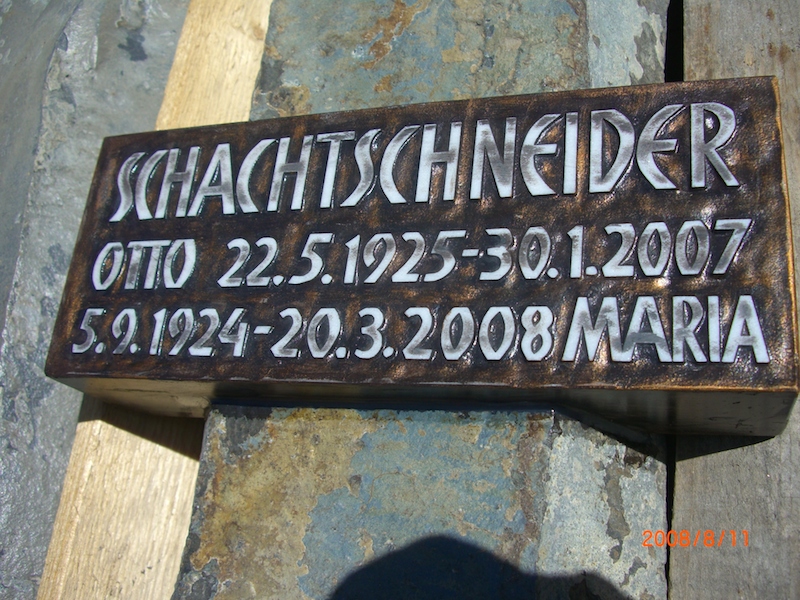 SCHACHTSCHNEIDER
OTTO 22.5.1925-30.1.2007
5.9.1924-20.3.2008 MARIA
2008/8/11